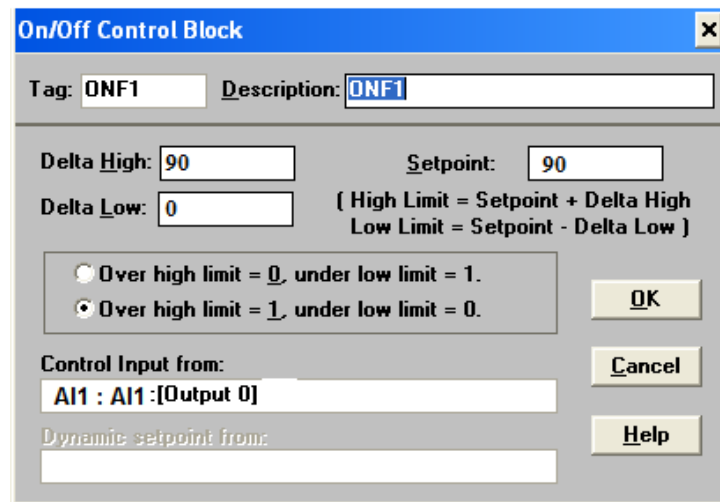 On/Off Control Block
Tag: ONF1 Description: ONF1
Delta High: 90 Setpoint: 90
Delta Low: 0 ( High Limit = Setpoint + Delta High
Low Limit = Setpoint - Delta Low )
Over high limit = 0, under low limit = 1.
Over high limit = 1, under low limit = 0.
OK
Control Input from:
AI1 : AI1 :[Output 0]
Cancel
Dynamic setpoint from:
Help